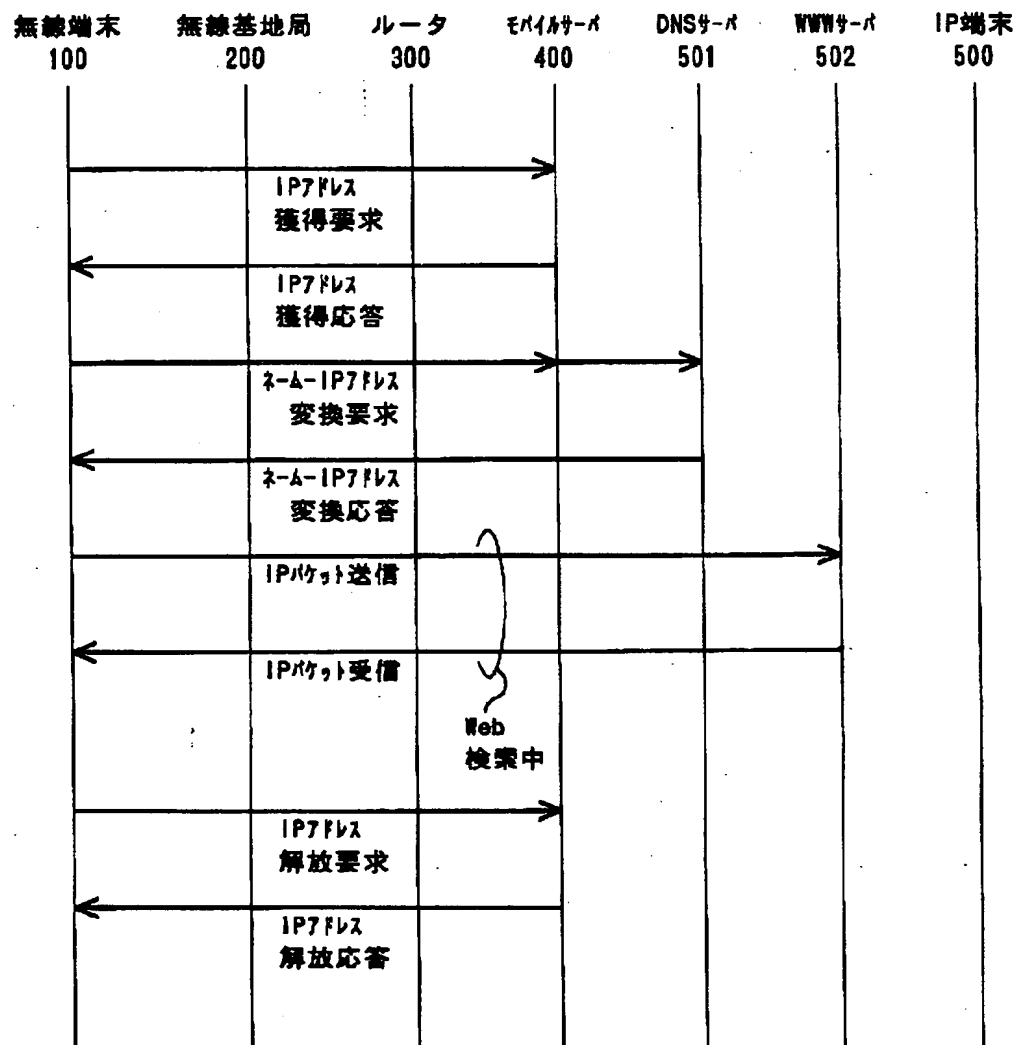 無線端末 無線基地局 ルータ ﾓﾊﾞｲﾙｻｰﾊﾞ DNSｻｰﾊﾞ WWWｻｰﾊﾞ IP端末
100 200 300 400 501 502 500
IPｱﾄﾞﾚｽ
獲得要求
IPｱﾄﾞﾚｽ
獲得応答
ﾈｰﾑｰIPｱﾄﾞﾚｽ
変換要求
ﾈｰﾑｰIPｱﾄﾞﾚｽ
変換応答
IPﾊﾟｹｯﾄ送信
IPﾊﾟｹｯﾄ受信
Web
検索中
IPｱﾄﾞﾚｽ
解放要求
IPｱﾄﾞﾚｽ
解放応答